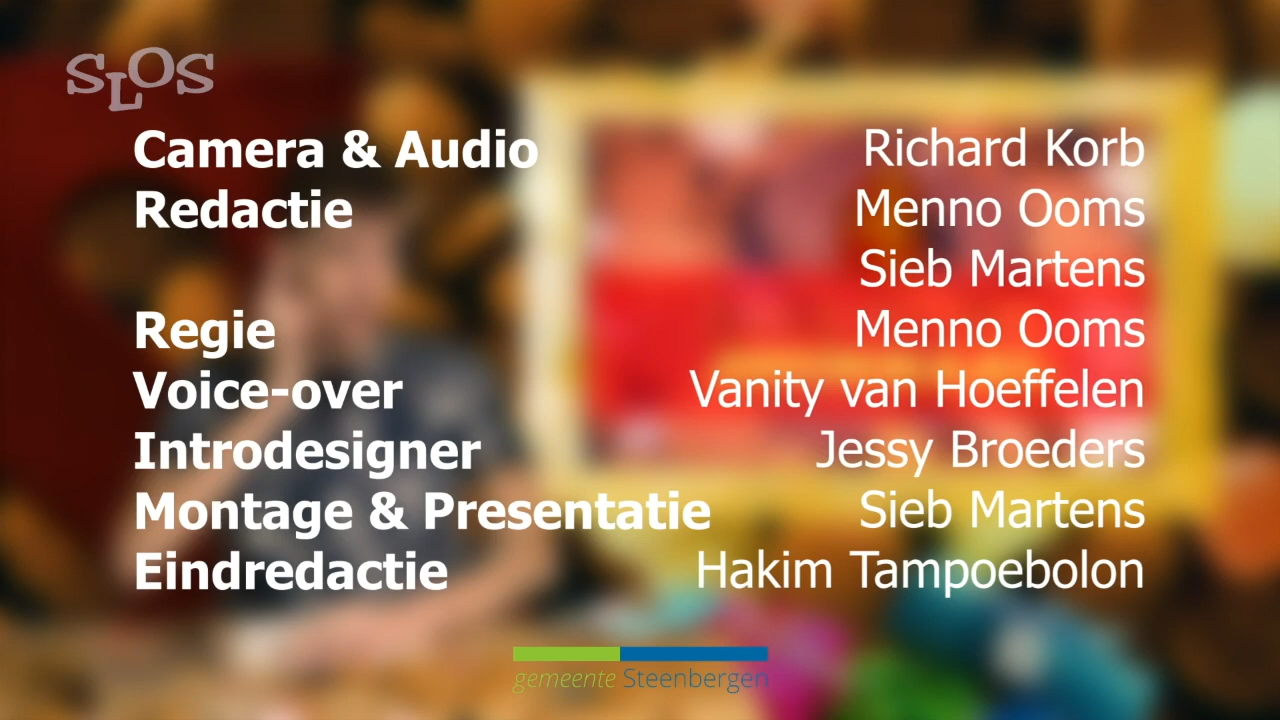 SLOS
Camera & Audio Richard Korb
Redactie Menno Ooms
Sieb Martens
Regie Menno Ooms
Voice-over Vanity van Hoeffelen
Introdesigner Jessy Broeders
Montage & Presentatie Sieb Martens
Eindredactie Hakim Tampoebolon
gemeente Steenbergen